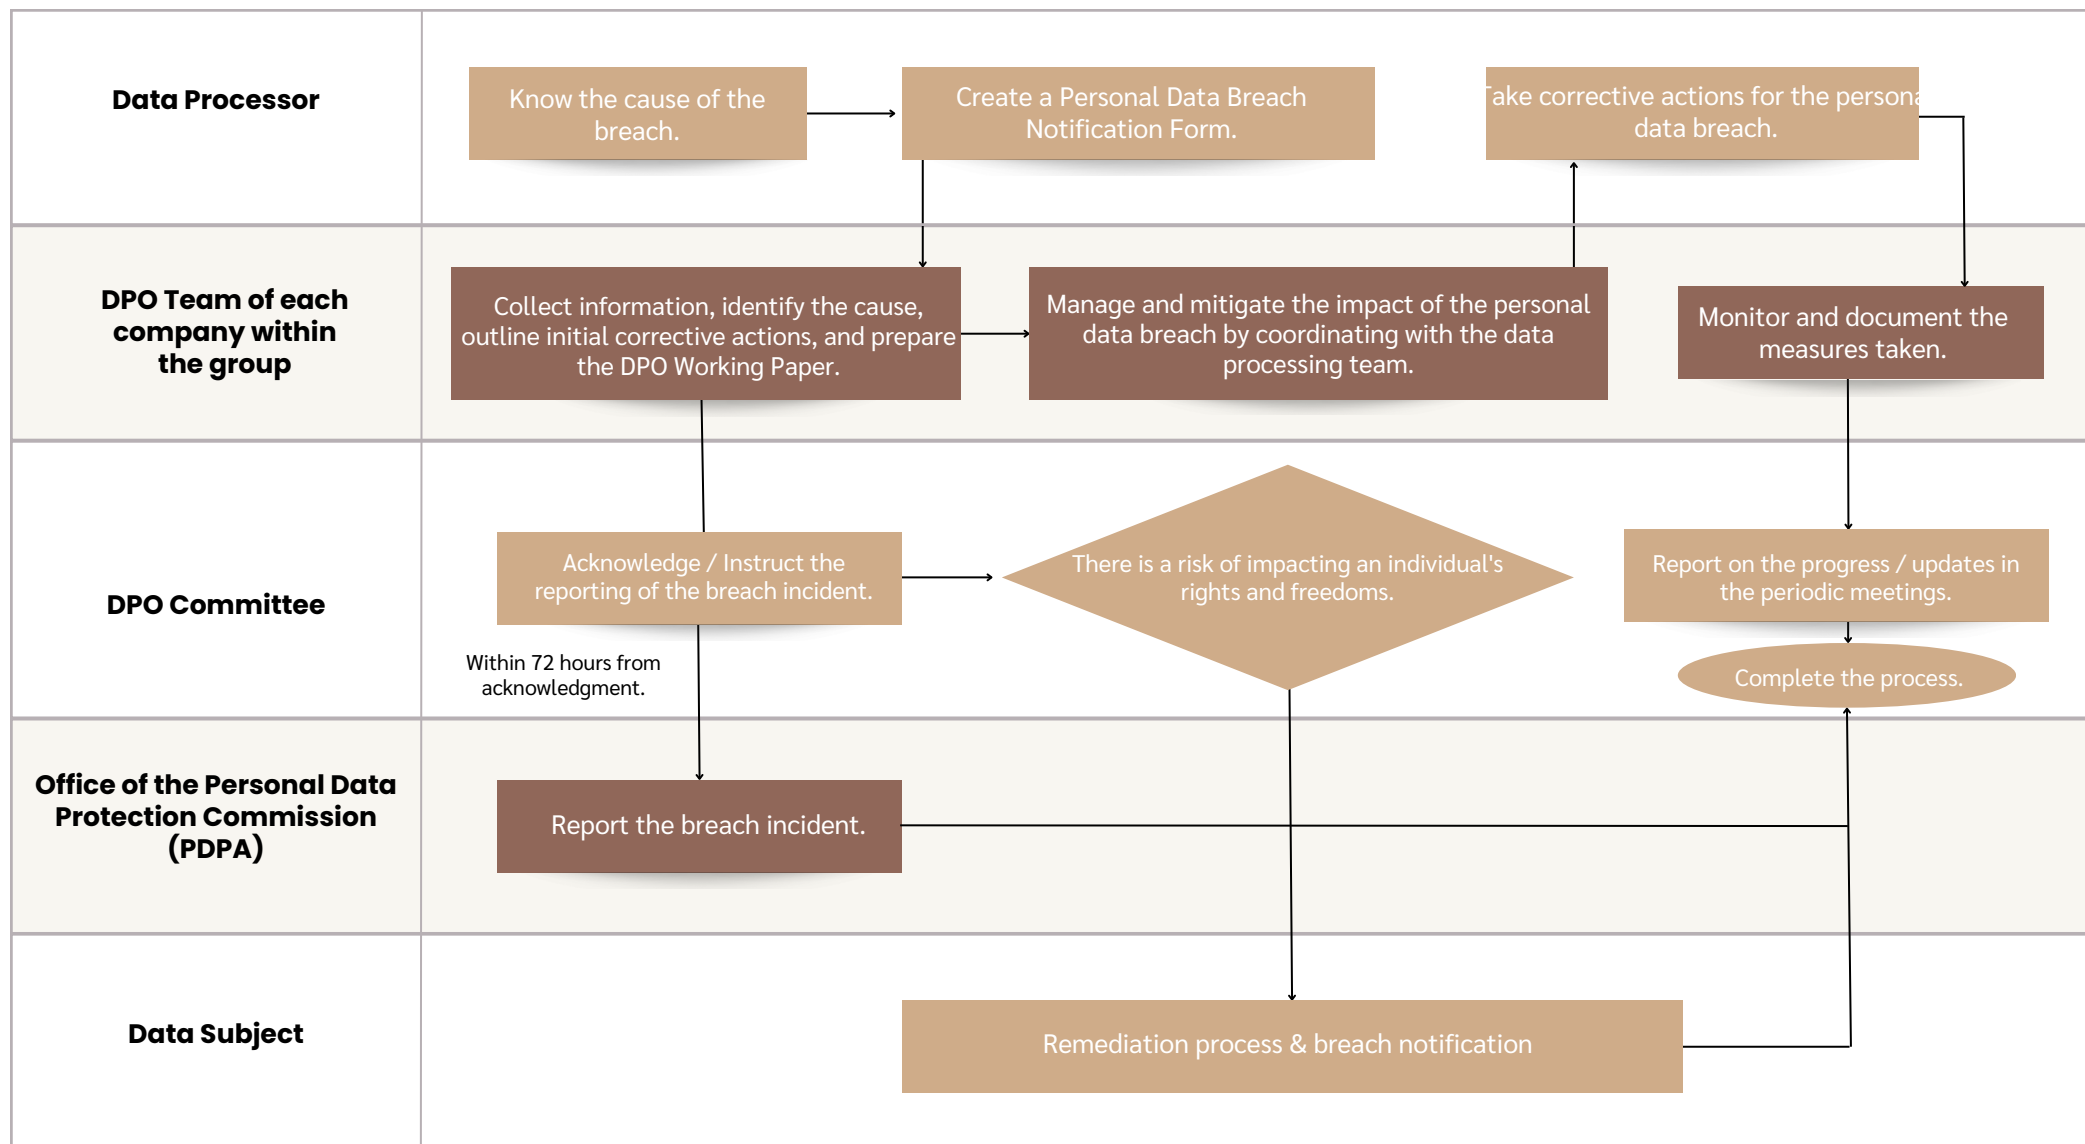 Data Processor
Know the cause of the
breach.
Create a Personal Data Breach
Notification Form.
Take corrective actions for the persona
data breach.
DPO Team of each
company within
the group
Collect information, identify the cause,
outline initial corrective actions, and prepare
the DPO Working Paper.
Manage and mitigate the impact of the personal
data breach by coordinating with the data
processing team.
Monitor and document the
measures taken.
DPO Committee
Acknowledge / Instruct the
reporting of the breach incident.
There is a risk of impacting an individual's
rights and freedoms.
Report on the progress / updates in
the periodic meetings.
Within 72 hours from
acknowledgment.
Complete the process.
Office of the Personal Data
Protection Commission
(PDPA)
Report the breach incident.
Data Subject
Remediation process & breach notification